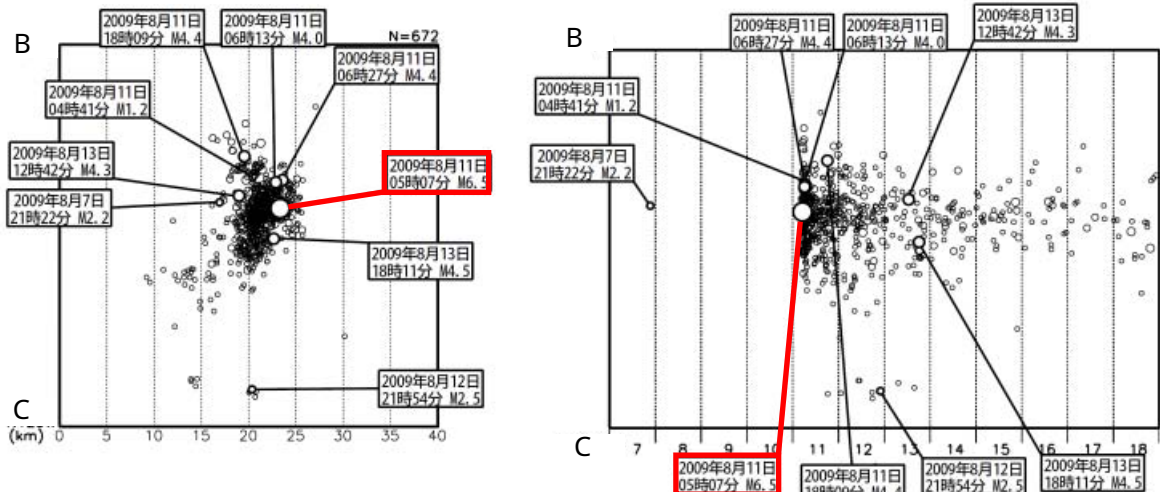 B
N=672
2009年8月11日
18時09分 M4.4
2009年8月11日
06時13分 M4.0
2009年8月11日
06時27分 M4.4
2009年8月11日
04時41分 M1.2
2009年8月13日
12時42分 M4.3
2009年8月7日
21時22分 M2.2
2009年8月11日
05時07分 M6.5
2009年8月13日
18時11分 M4.5
2009年8月12日
21時54分 M2.5
C
(km) 0 5 10 15 20 25 30 35 40
B
2009年8月11日
06時27分 M4.4
2009年8月11日
06時13分 M4.0
2009年8月13日
12時42分 M4.3
2009年8月11日
04時41分 M1.2
2009年8月7日
21時22分 M2.2
7 8 9 10 11 12 13 14 15 16 17 18
C
2009年8月11日
05時07分 M6.5
2009年8月11日
18時09分 M4.4
2009年8月12日
21時54分 M2.5
2009年8月13日
18時11分 M4.5